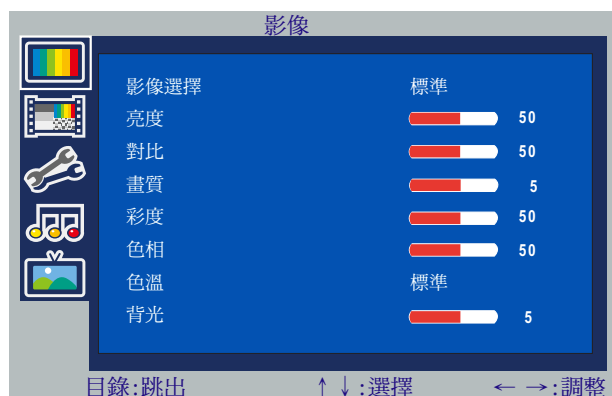 影像
影像選擇 標準
亮度 50
對比 50
畫質 5
彩度 50
色相 50
色溫 標準
背光 5
目錄:跳出 ↑↓:選擇 ←→:調整